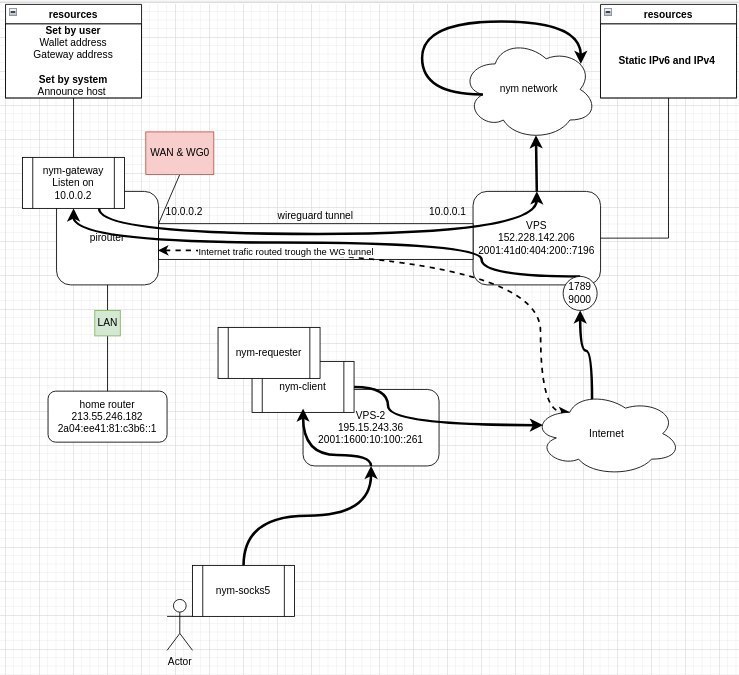 resources
Set by user
Wallet address
Gateway address
Set by system
Announce host
resources
Static IPv6 and IPv4
nym network
WAN & WG0
nym-gateway
Listen on
10.0.0.2
10.0.0.2
wireguard tunnel
10.0.0.1
pirouter
*Internet trafic routed trough the WG tunnel
VPS
152.228.142.206
2001:41d0:404:200::7196
1789
9000
LAN
nym-requester
nym-client
home router
213.55.246.182
2a04:ee41:81:c3b6::1
VPS-2
195.15.243.36
2001:1600:10:100::261
Internet
nym-socks5
Actor